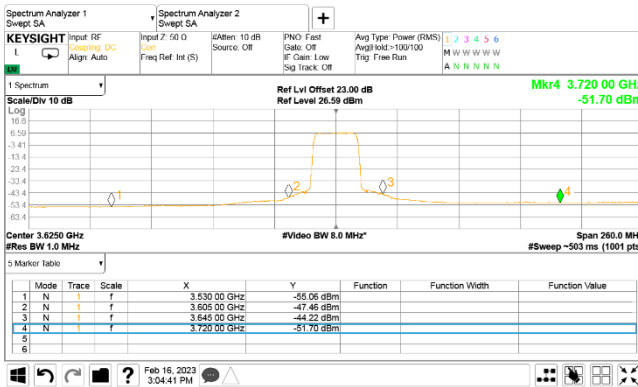 Spectrum Analyzer 1
Swept SA
Spectrum Analyzer 2
Swept SA
KEYSIGHT
L
Input: RF
Coupling: DC
Align: Auto
Input Z: 50 Ω
Corr
Freq Ref: Int (S)
#Atten: 10 dB
Source: Off
PNO: Fast
Gate: Off
IF Gain: Low
Sig Track: Off
Avg Type: Power (RMS)
Avg|Hold:>100/100
Trig: Free Run
1 2 3 4 5 6
M W W W W W
A N N N N N
1 Spectrum
Scale/Div 10 dB
Ref Lvl Offset 23.00 dB
Ref Level 26.59 dBm
Mkr4 3.720 00 GHz
-51.70 dBm
Log
16.6
6.59
-3.41
-13.4
-23.4
-33.4
-43.4
-53.4
-63.4
1
2
3
4
Center 3.6250 GHz
#Res BW 1.0 MHz
#Video BW 8.0 MHz*
Span 260.0 MH
#Sweep ~503 ms (1001 pts
5 Marker Table
Mode Trace Scale X Y Function Function Width Function Value
1 N 1 f 3.530 00 GHz -55.06 dBm
2 N 1 f 3.605 00 GHz -47.46 dBm
3 N 1 f 3.645 00 GHz -44.22 dBm
4 N 1 f 3.720 00 GHz -51.70 dBm
5
6
?
Feb 16, 2023
3:04:41 PM